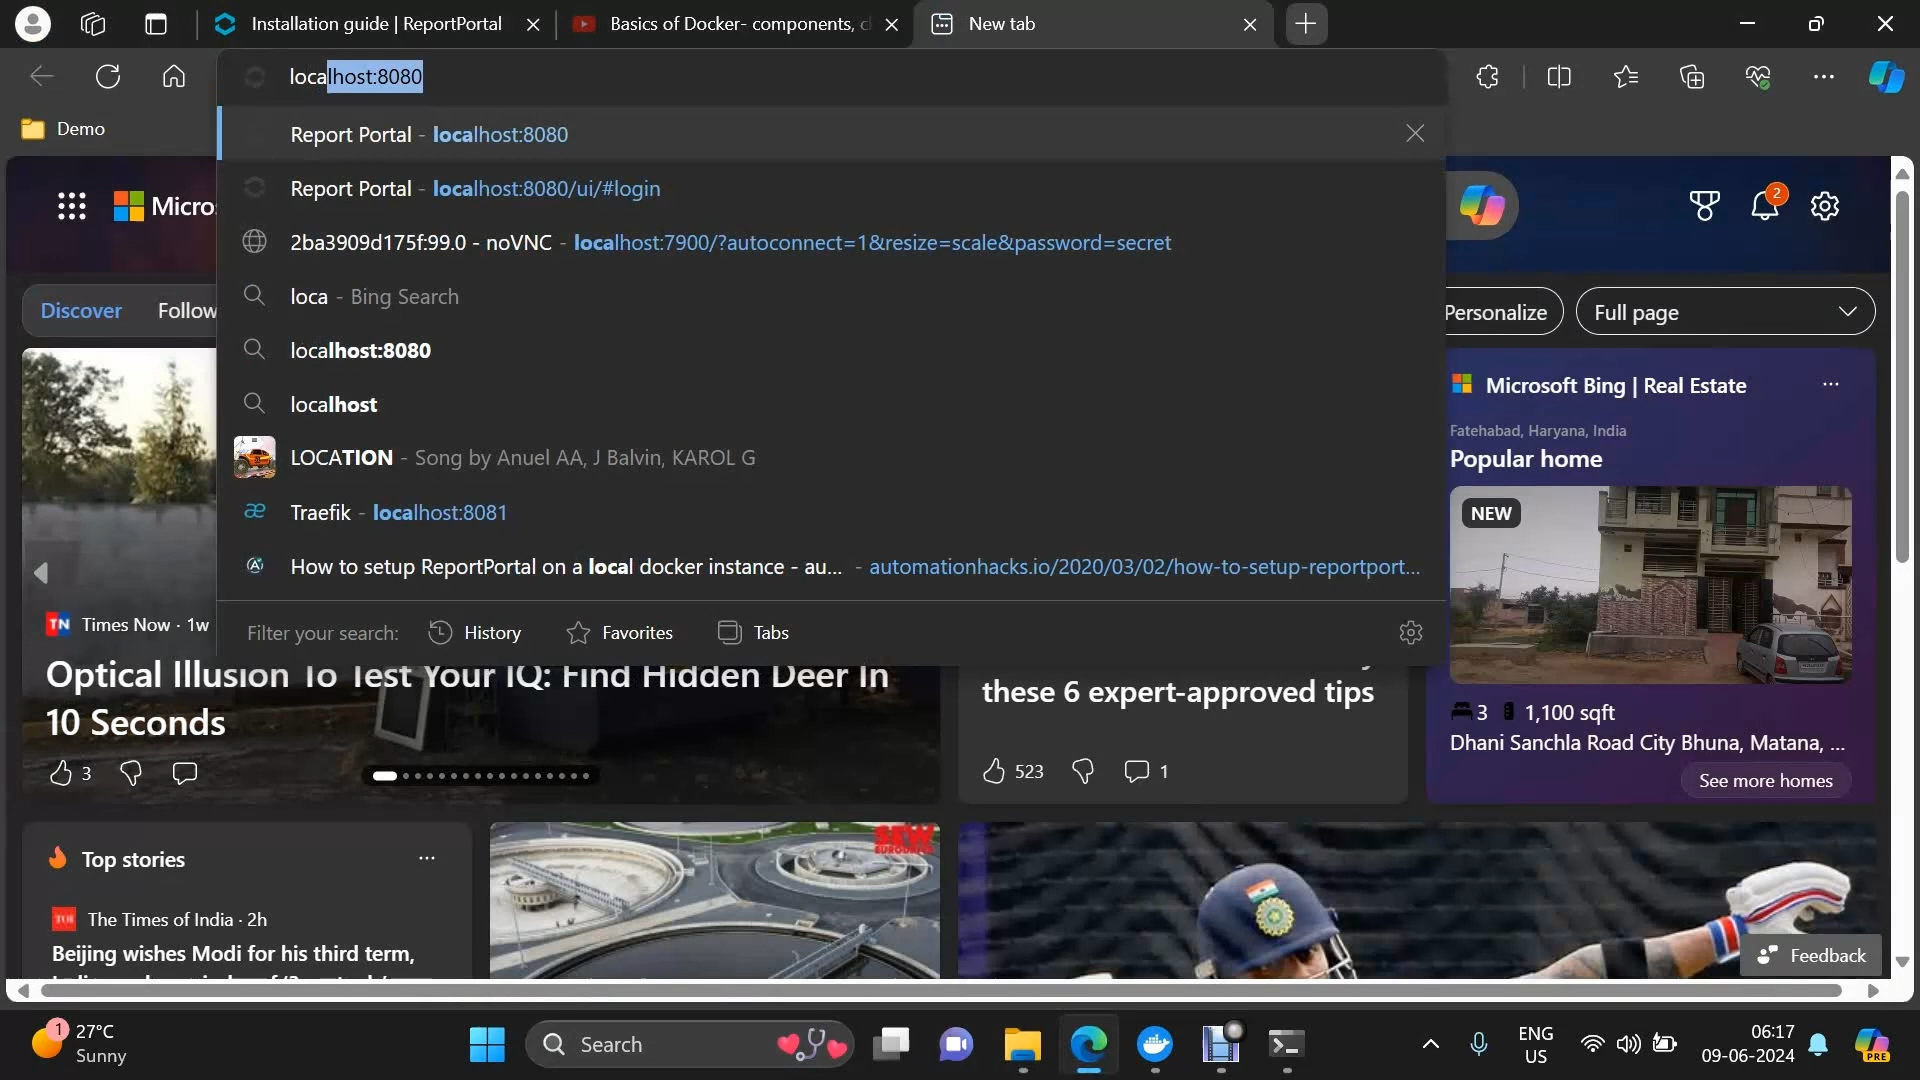 Installation guide | ReportPortal
Basics of Docker- components, c
New tab
localhost:8080
Demo
Report Portal - localhost:8080
Report Portal - localhost:8080/ui/#login
2ba3909d175f:99.0 - noVNC - localhost:7900/?autoconnect=1&resize=scale&password=secret
loca - Bing Search
localhost:8080
localhost
LOCATION - Song by Anuel AA, J Balvin, KAROL G
Traefik - localhost:8081
How to setup ReportPortal on a local docker instance - au... - automationhacks.io/2020/03/02/how-to-setup-reportport...
Filter your search: History Favorites Tabs
Micros
2
Discover Follow
Personalize
Full page
TN Times Now · 1w
Optical Illusion To Test Your IQ: Find Hidden Deer In
10 Seconds
3
these 6 expert-approved tips
523 1
Microsoft Bing | Real Estate
Fatehabad, Haryana, India
Popular home
NEW
3 1,100 sqft
Dhani Sanchla Road City Bhuna, Matana, ...
See more homes
Top stories
TOI The Times of India · 2h
Beijing wishes Modi for his third term,
SEW
EURODRIVE
Feedback
1
27°C
Sunny
Search
ENG
US
06:17
09-06-2024
PRE